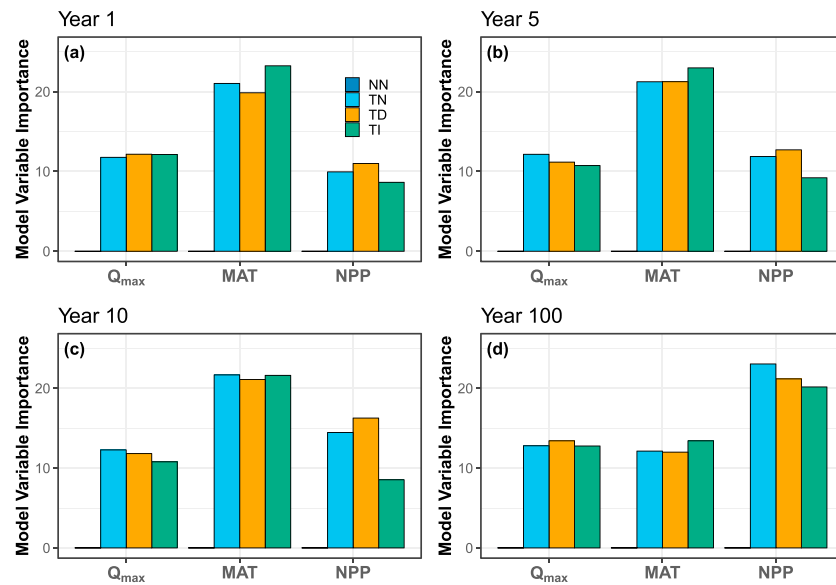 Year 1
(a)
Model Variable Importance
20
10
0
NN
TN
TD
TI
Qmax
MAT
NPP
Year 5
(b)
Model Variable Importance
20
10
0
Qmax
MAT
NPP
Year 10
(c)
Model Variable Importance
20
10
0
Qmax
MAT
NPP
Year 100
(d)
Model Variable Importance
20
10
0
Qmax
MAT
NPP